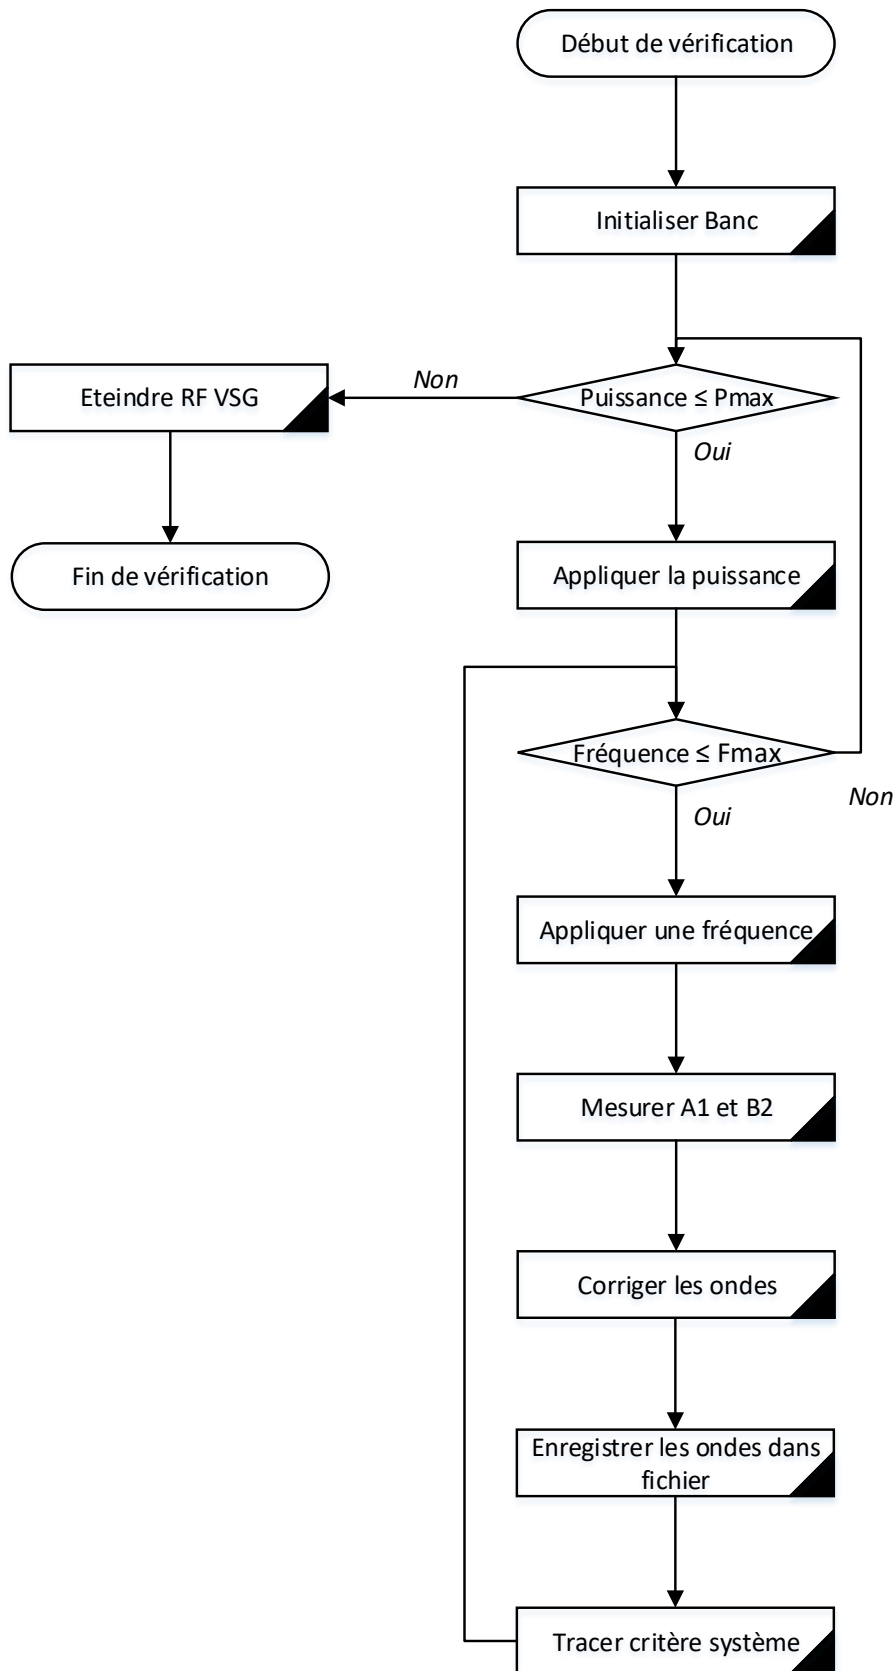 Début de vérification
Initialiser Banc
Eteindre RF VSG
Non
Puissance ≤ Pmax
Oui
Fin de vérification
Appliquer la puissance
Fréquence ≤ Fmax
Non
Oui
Appliquer une fréquence
Mesurer A1 et B2
Corriger les ondes
Enregistrer les ondes dans
fichier
Tracer critère système